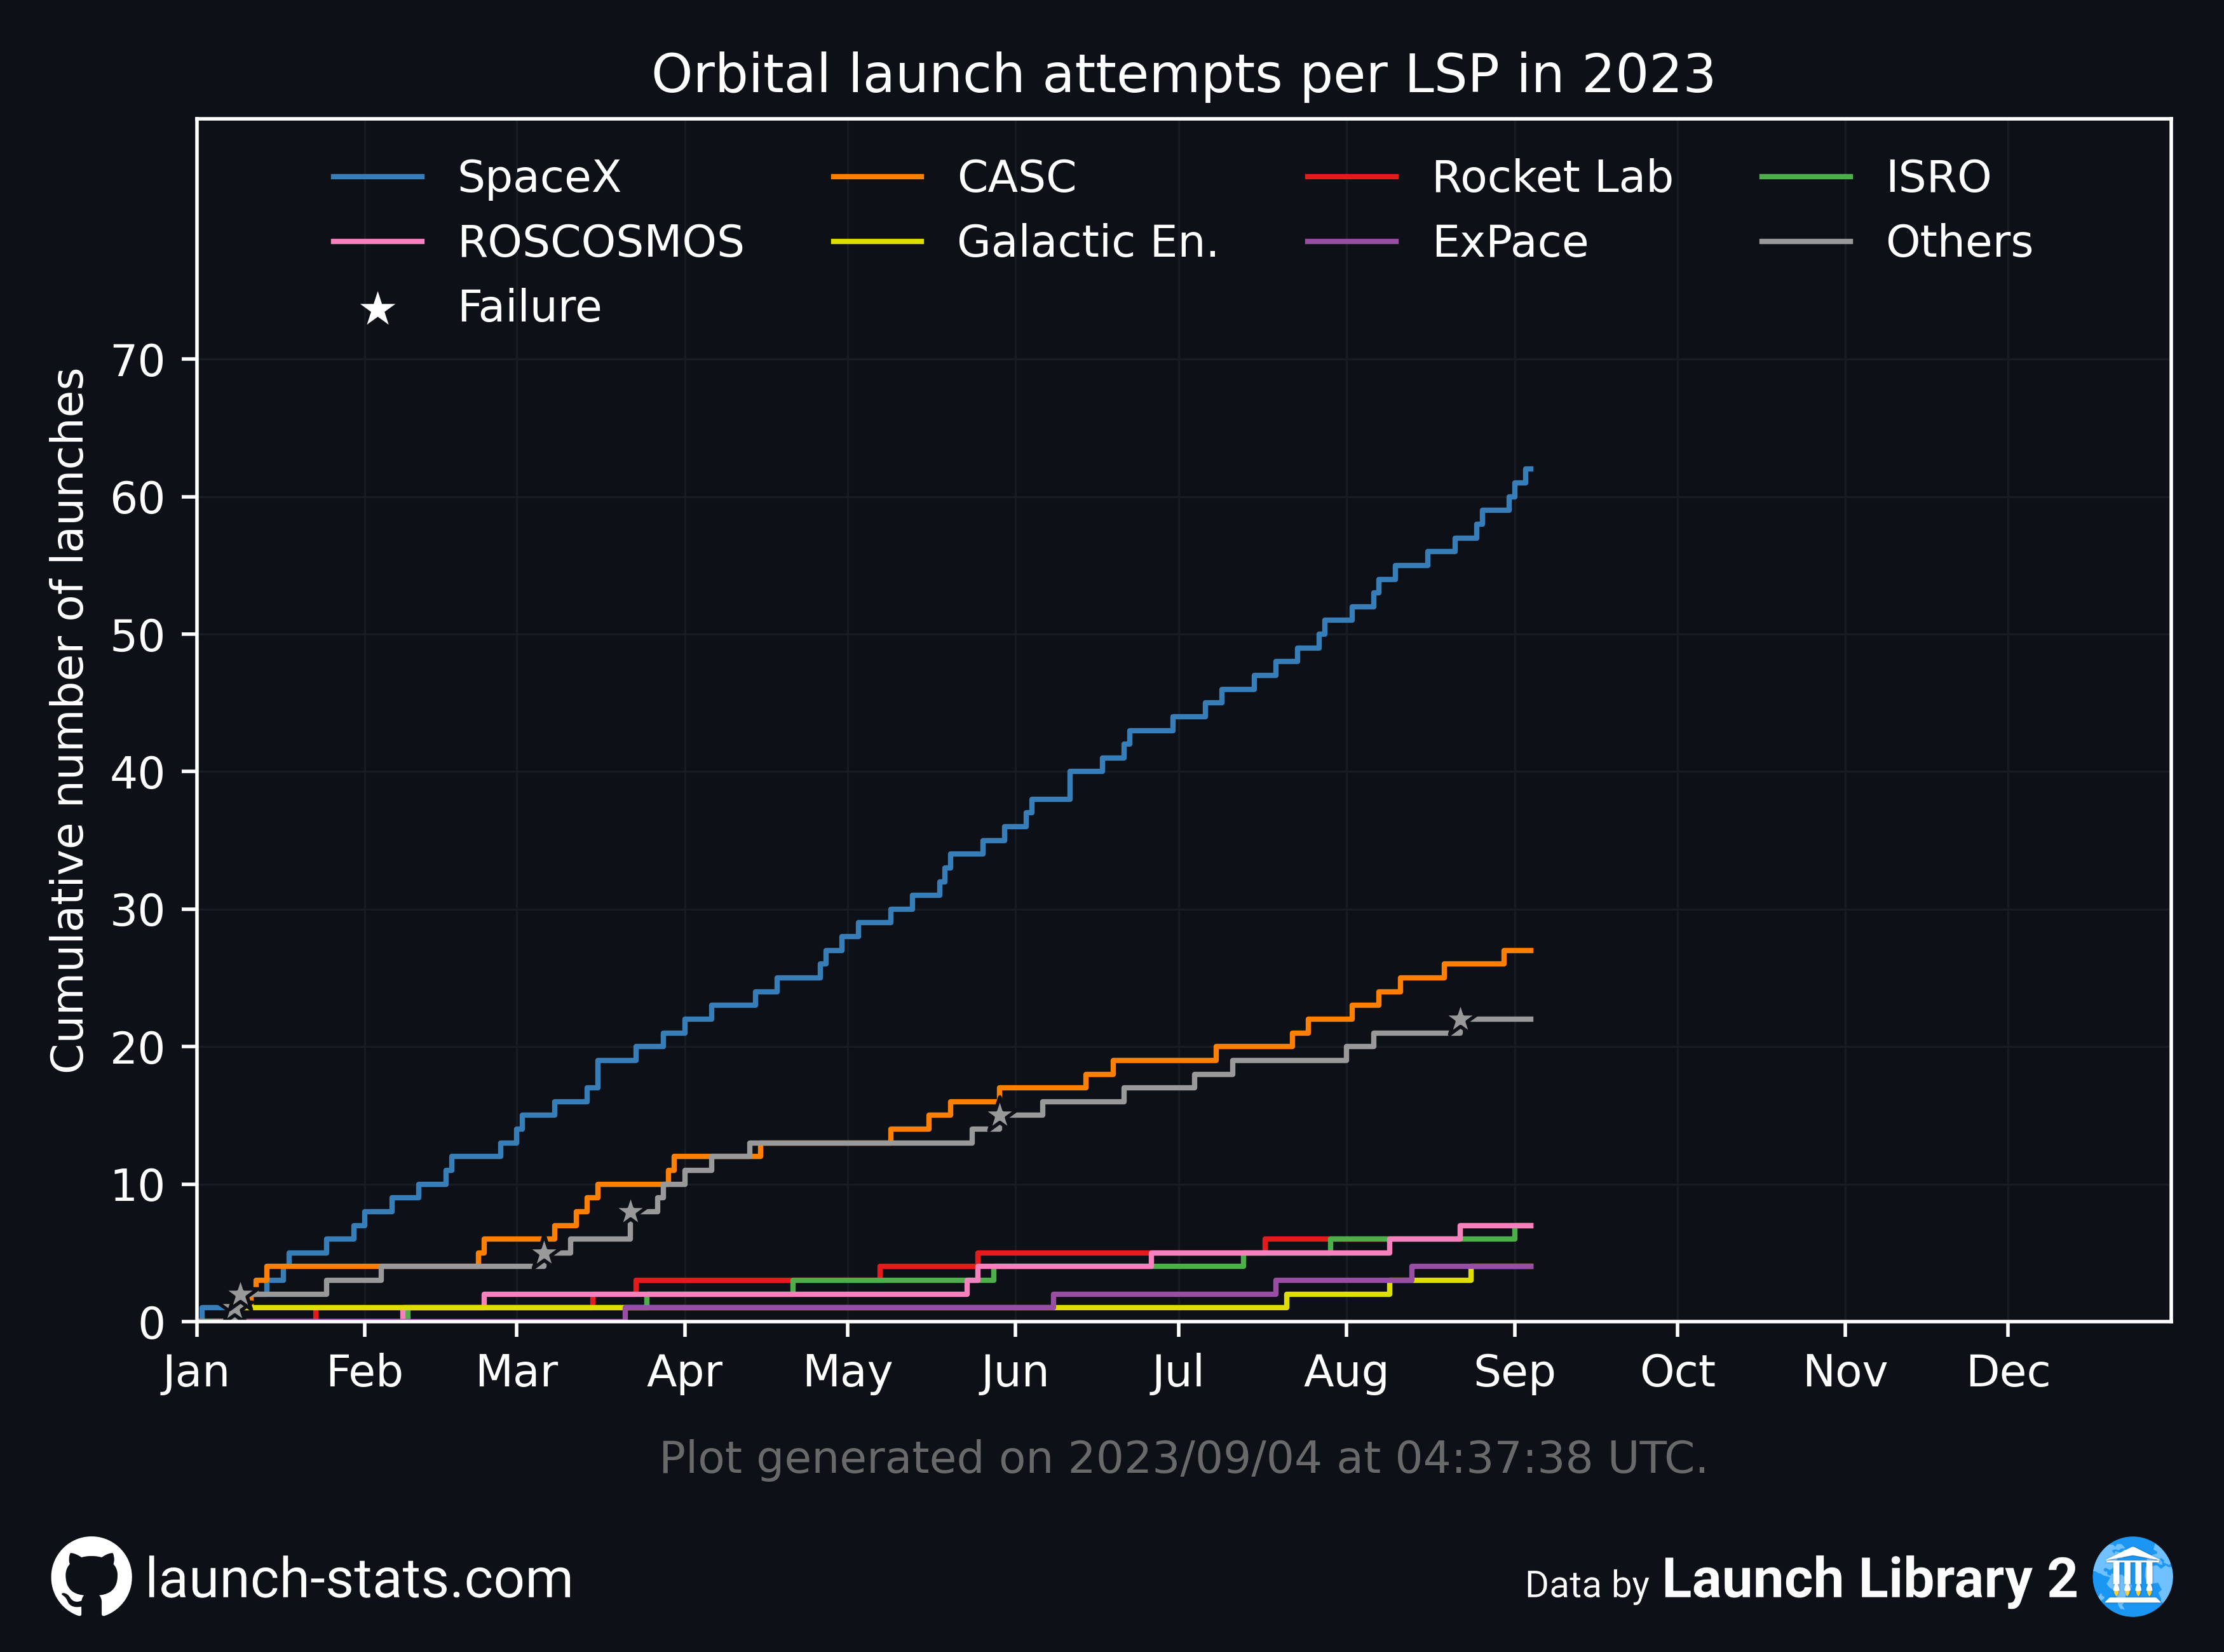 Orbital launch attempts per LSP in 2023
SpaceX CASC Rocket Lab ISRO
ROSCOSMOS Galactic En. ExPace Others
Failure
Cumulative number of launches
70
60
50
40
30
20
10
0
Jan Feb Mar Apr May Jun Jul Aug Sep Oct Nov Dec
Plot generated on 2023/09/04 at 04:37:38 UTC.
launch-stats.com
Data by Launch Library 2